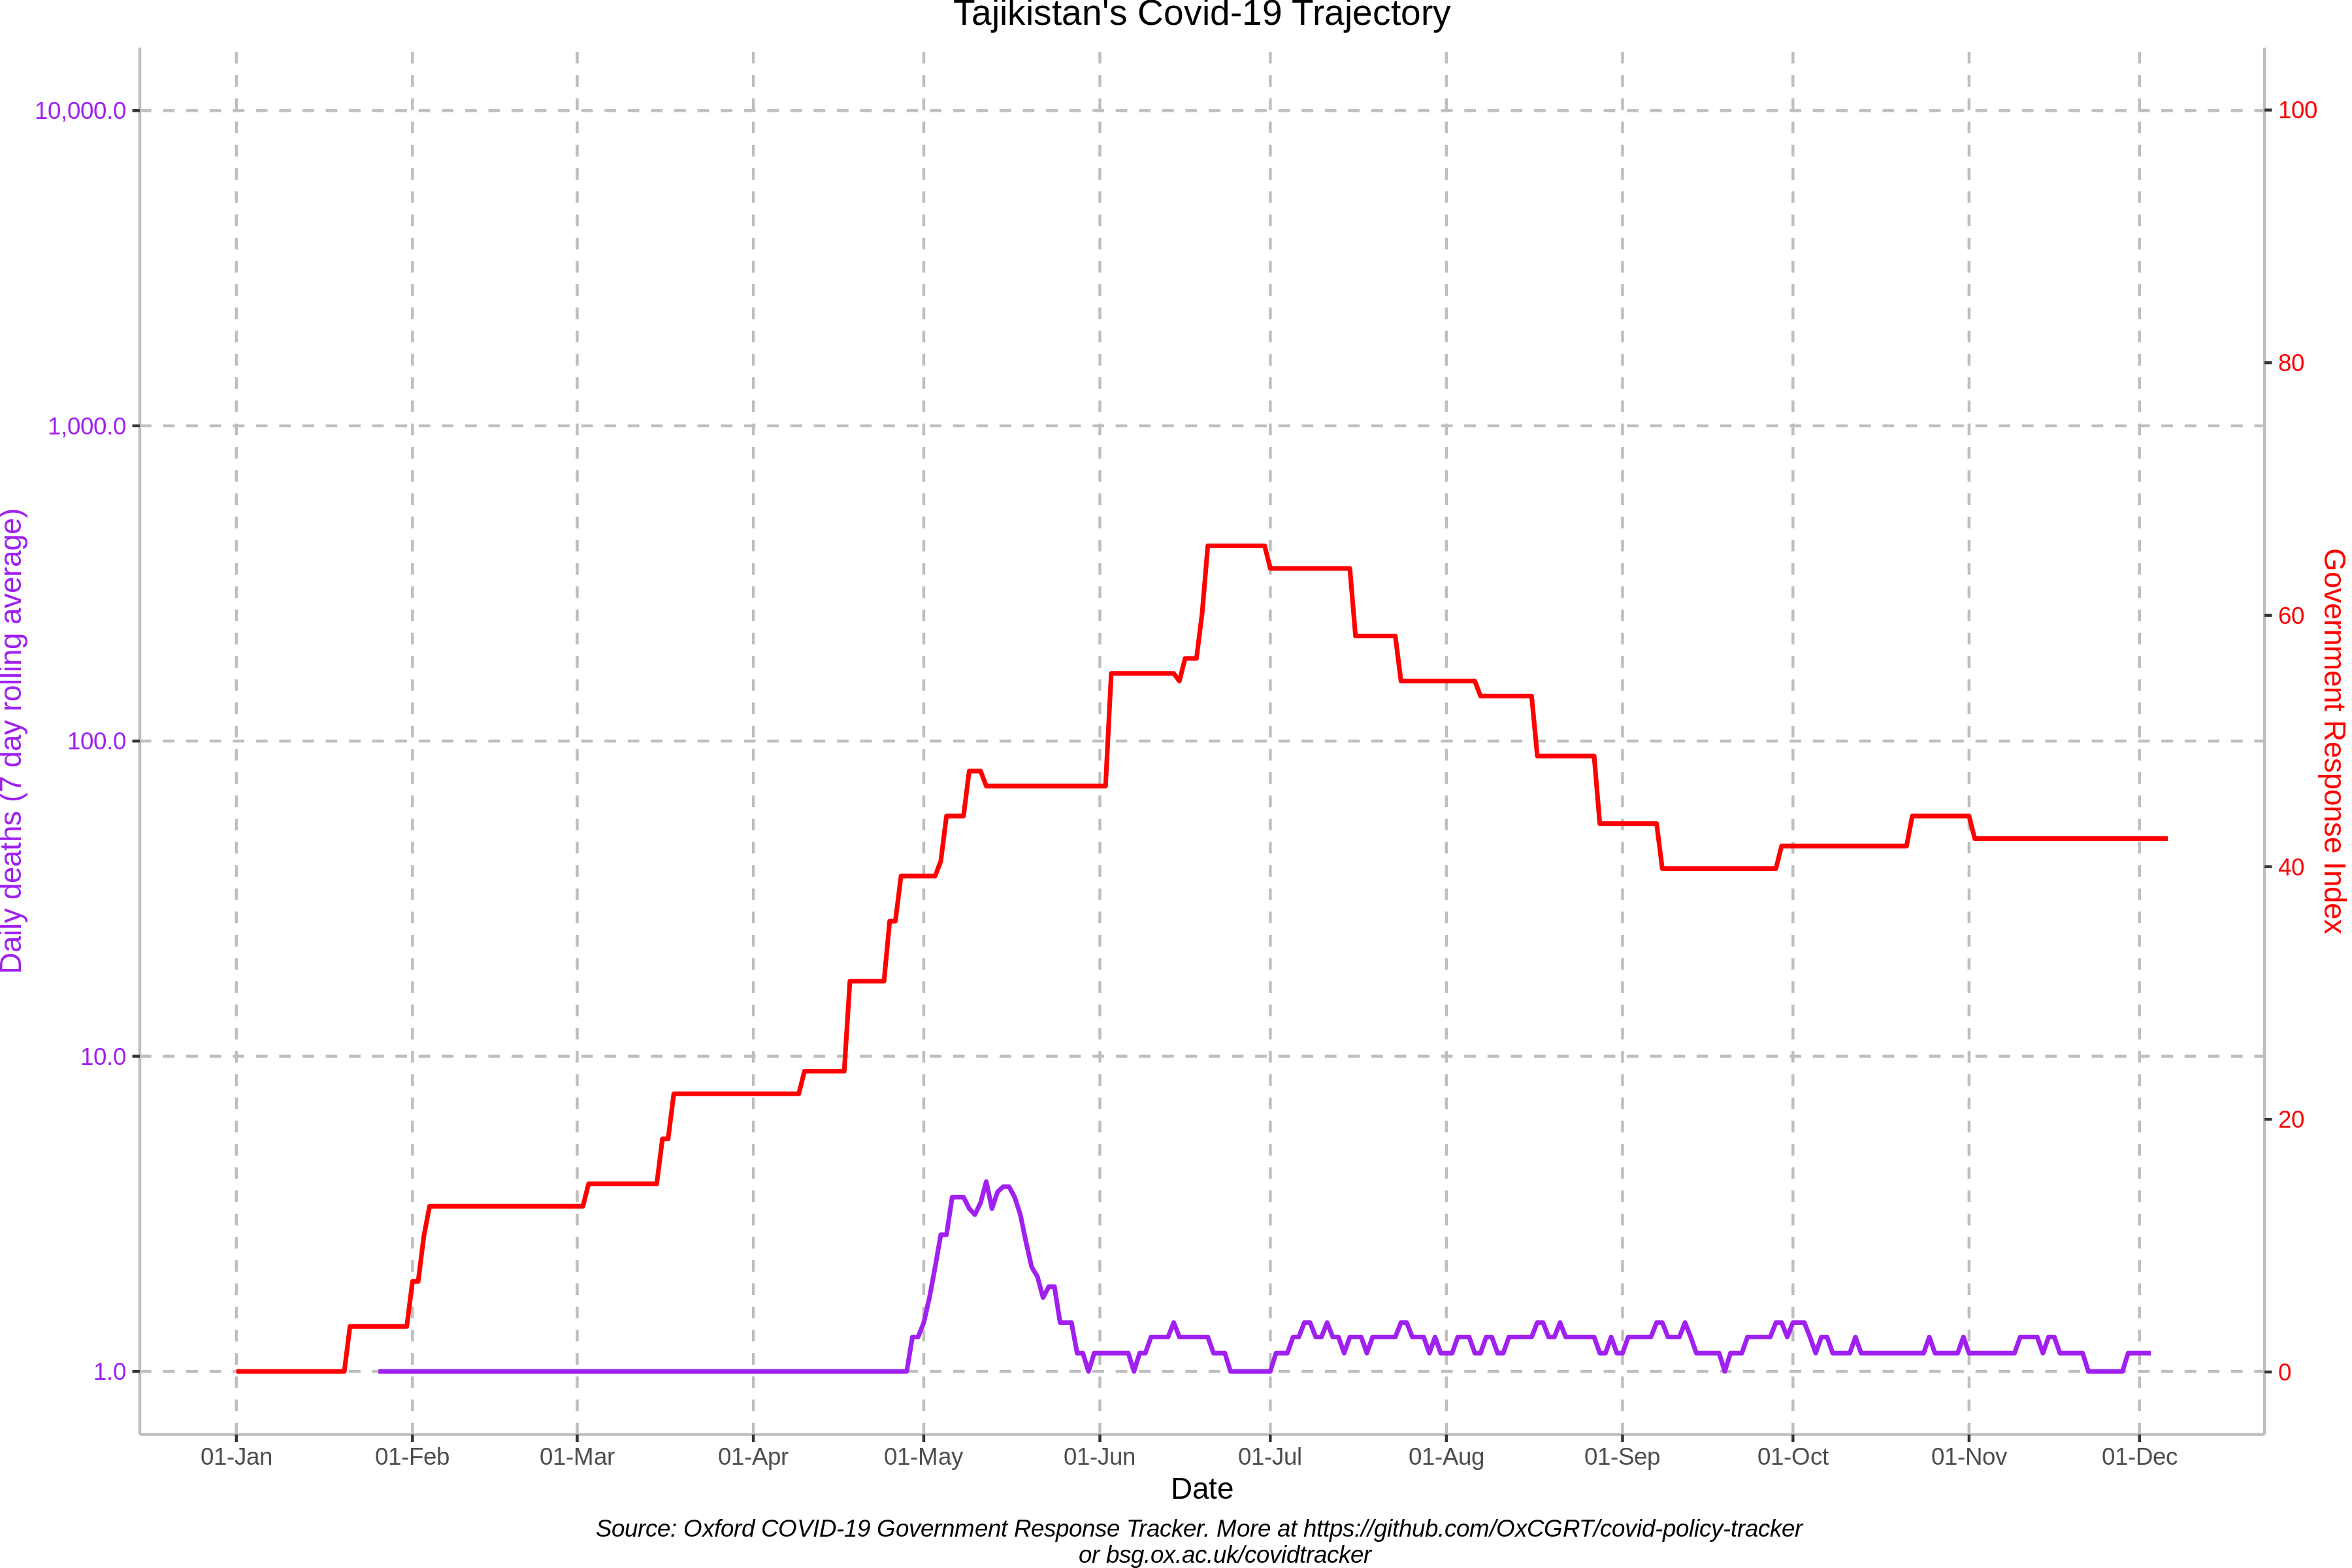 Tajikistan's Covid-19 Trajectory
10,000.0
1,000.0
100.0
10.0
1.0
Daily deaths (7 day rolling average)
100
80
60
40
20
0
Government Response Index
01-Jan 01-Feb 01-Mar 01-Apr 01-May 01-Jun 01-Jul 01-Aug 01-Sep 01-Oct 01-Nov 01-Dec
Date
Source: Oxford COVID-19 Government Response Tracker. More at https://github.com/OxCGRT/covid-policy-tracker
or bsg.ox.ac.uk/covidtracker